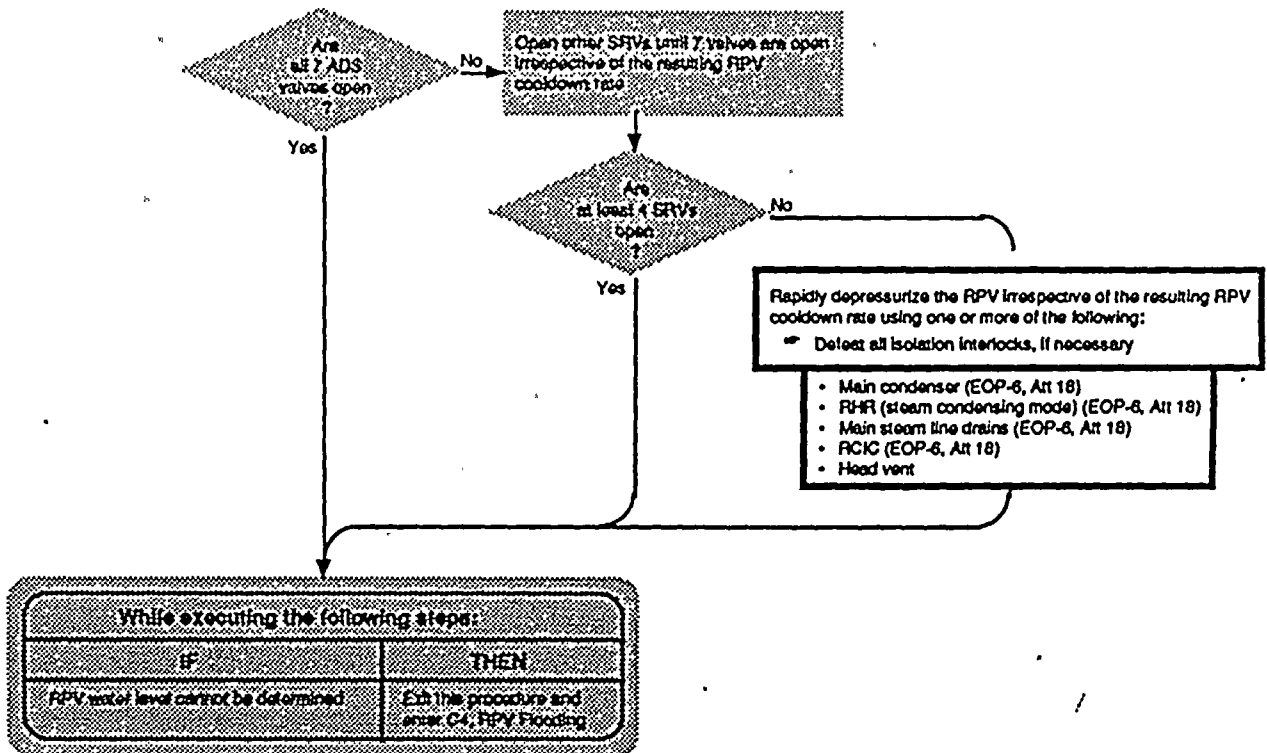 Are
all 7 ADS
valves open
?
No
Yes
Open other SRVs until 7 valves are open
irrespective of the resulting RPV
cooldown rate
Are
at least 4 SRVs
open
?
No
Yes
Rapidly depressurize the RPV irrespective of the resulting RPV
cooldown rate using one or more of the following:
☞ Defeat all isolation interlocks, if necessary
• Main condenser (EOP-6, Att 18)
• RHR (steam condensing mode) (EOP-6, Att 18)
• Main steam line drains (EOP-6, Att 18)
• RCIC (EOP-6, Att 18)
• Head vent
While executing the following steps:
IF
THEN
RPV water level cannot be determined
Exit this procedure and
enter C4, RPV Flooding